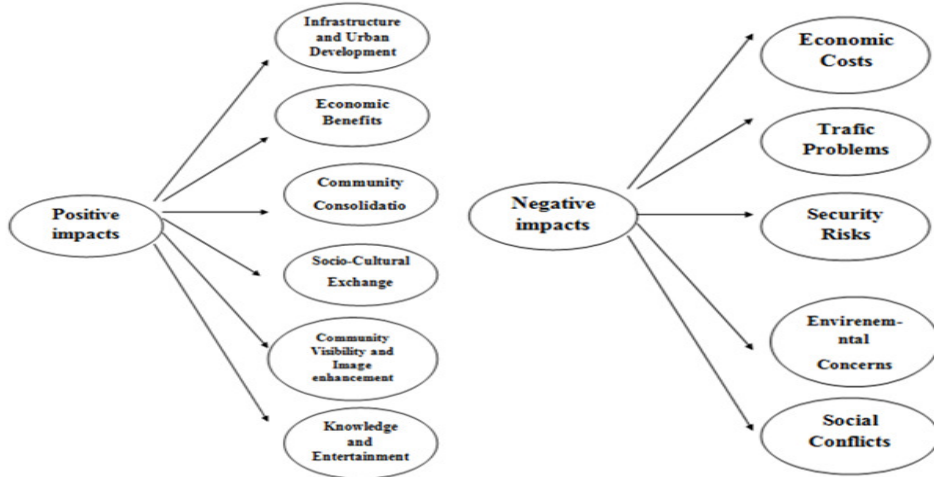 Positive
impacts
Infrastructure
and Urban
Development
Economic
Benefits
Community
Consolidatio
Socio-Cultural
Exchange
Community
Visibility and
Image
enhancement
Knowledge
and
Entertainment
Negative
impacts
Economic
Costs
Trafic
Problems
Security
Risks
Envirenem-
ntal
Concerns
Social
Conflicts